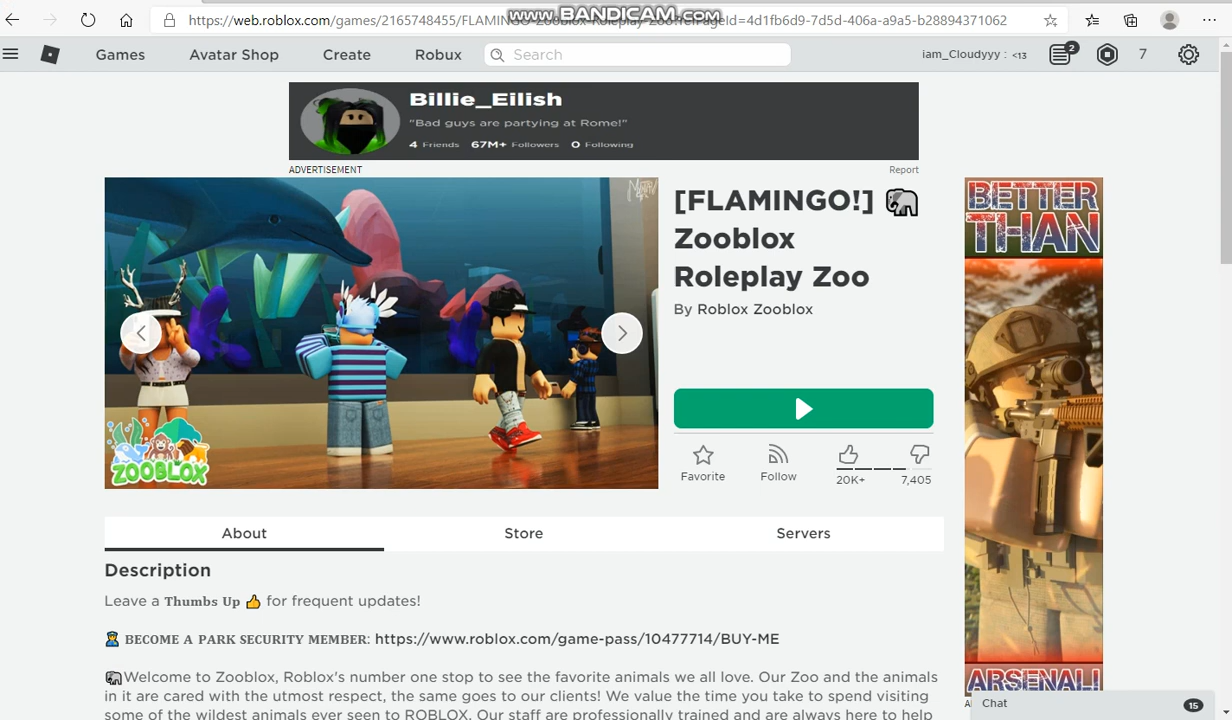 www.BANDICAM.com
https://web.roblox.com/games/2165748455/FLAMINGO-Zooblox-Roleplay-Zoo?refPageId=4d1fb6d9-7d5d-406a-a9a5-b28894371062
Games Avatar Shop Create Robux Search iam_Cloudyyy : <13 2 7
Billie_Eilish
"Bad guys are partying at Rome!"
4 Friends 67M+ Followers 0 Following
ADVERTISEMENT Report
[FLAMINGO!] 🐘
Zooblox
Roleplay Zoo
By Roblox Zooblox
ZOOBLOX
Favorite Follow 20K+ 7,405
BETTER
THAN
ARSENAL!
About Store Servers
Description
Leave a Thumbs Up 👍 for frequent updates!
👮 BECOME A PARK SECURITY MEMBER: https://www.roblox.com/game-pass/10477714/BUY-ME
🐘Welcome to Zooblox, Roblox's number one stop to see the favorite animals we all love. Our Zoo and the animals
in it are cared with the utmost respect, the same goes to our clients! We value the time you take to spend visiting
some of the wildest animals ever seen to ROBLOX. Our staff are professionally trained and are always here to help
Chat 15